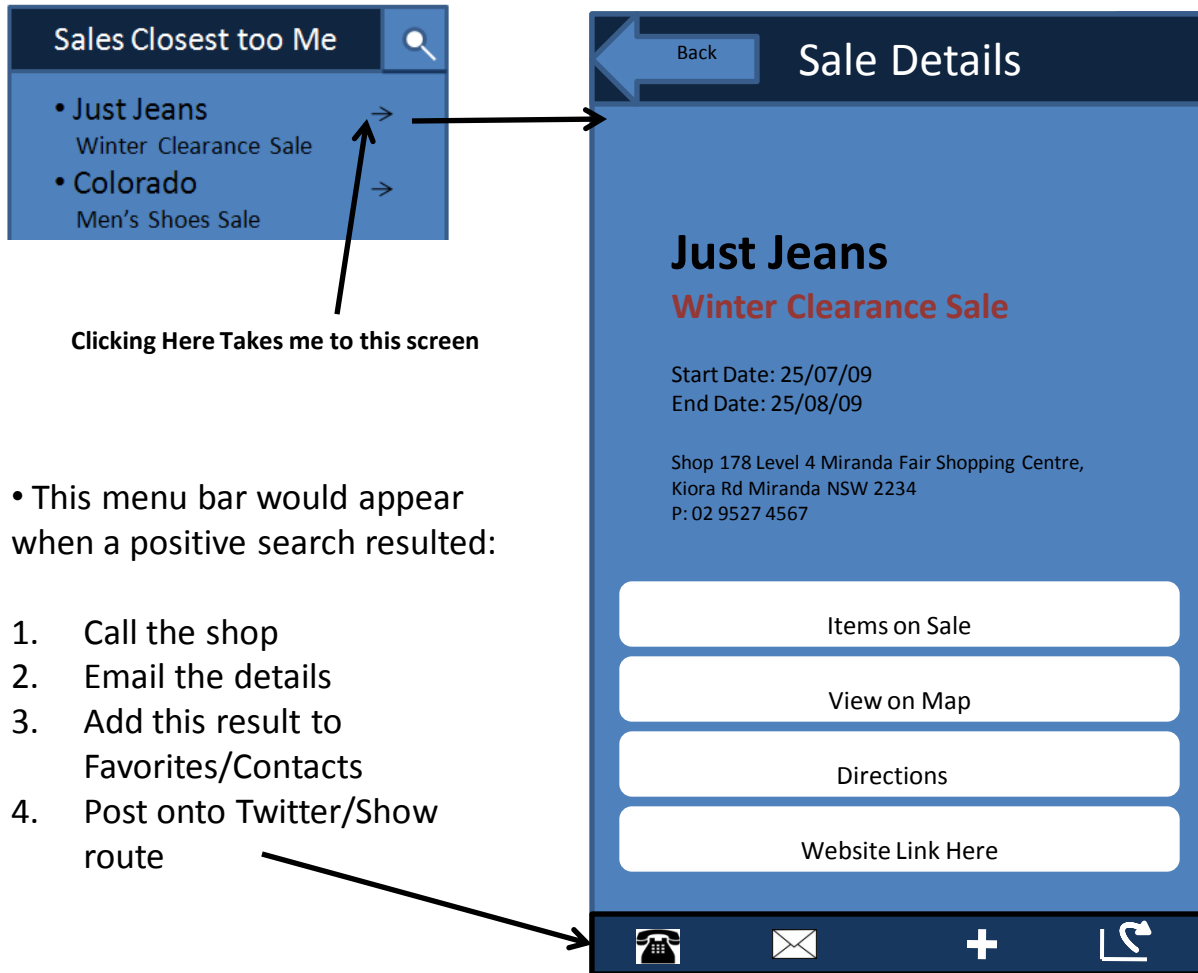 Sales Closest too Me
• Just Jeans
Winter Clearance Sale
• Colorado
Men's Shoes Sale
Clicking Here Takes me to this screen
• This menu bar would appear
when a positive search resulted:
1. Call the shop
2. Email the details
3. Add this result to
Favorites/Contacts
4. Post onto Twitter/Show
route
Back
Sale Details
Just Jeans
Winter Clearance Sale
Start Date: 25/07/09
End Date: 25/08/09
Shop 178 Level 4 Miranda Fair Shopping Centre,
Kiora Rd Miranda NSW 2234
P: 02 9527 4567
Items on Sale
View on Map
Directions
Website Link Here